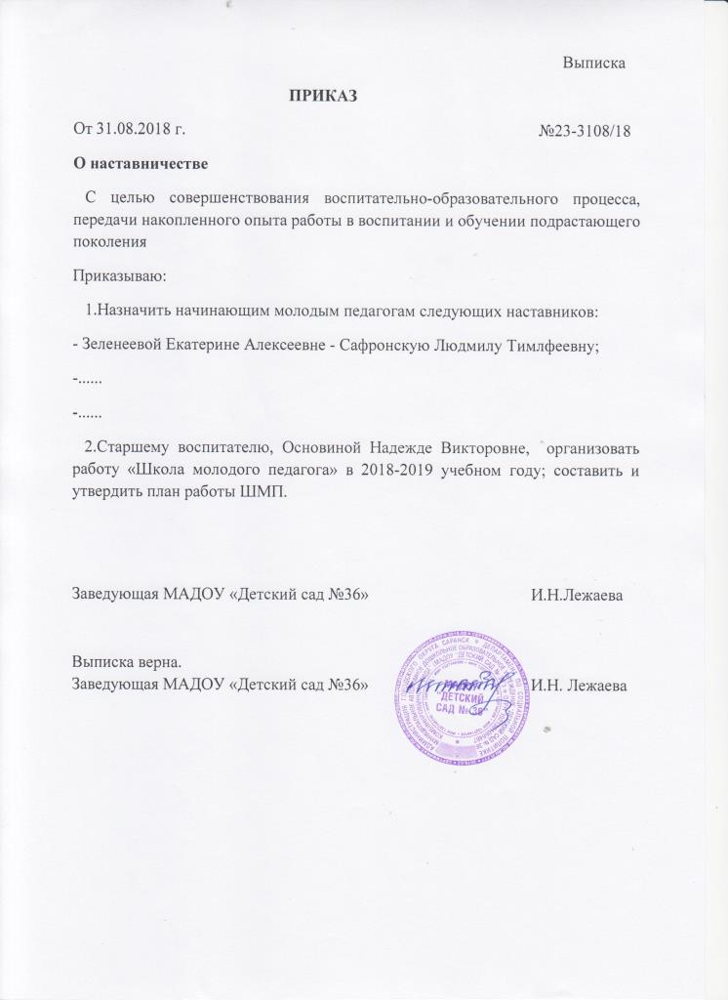 Выписка
ПРИКАЗ
От 31.08.2018 г. №23-3108/18
О наставничестве
С целью совершенствования воспитательно-образовательного процесса,
передачи накопленного опыта работы в воспитании и обучении подрастающего
поколения
Приказываю:
1.Назначить начинающим молодым педагогам следующих наставников:
- Зеленеевой Екатерине Алексеевне - Сафронскую Людмилу Тимлфеевну;
-......
-......
2.Старшему воспитателю, Основиной Надежде Викторовне, организовать
работу «Школа молодого педагога» в 2018-2019 учебном году; составить и
утвердить план работы ШМП.
Заведующая МАДОУ «Детский сад №36» И.Н.Лежаева
Выписка верна.
Заведующая МАДОУ «Детский сад №36» И.Н. Лежаева
"ДЕТСКИЙ
САД № 36"